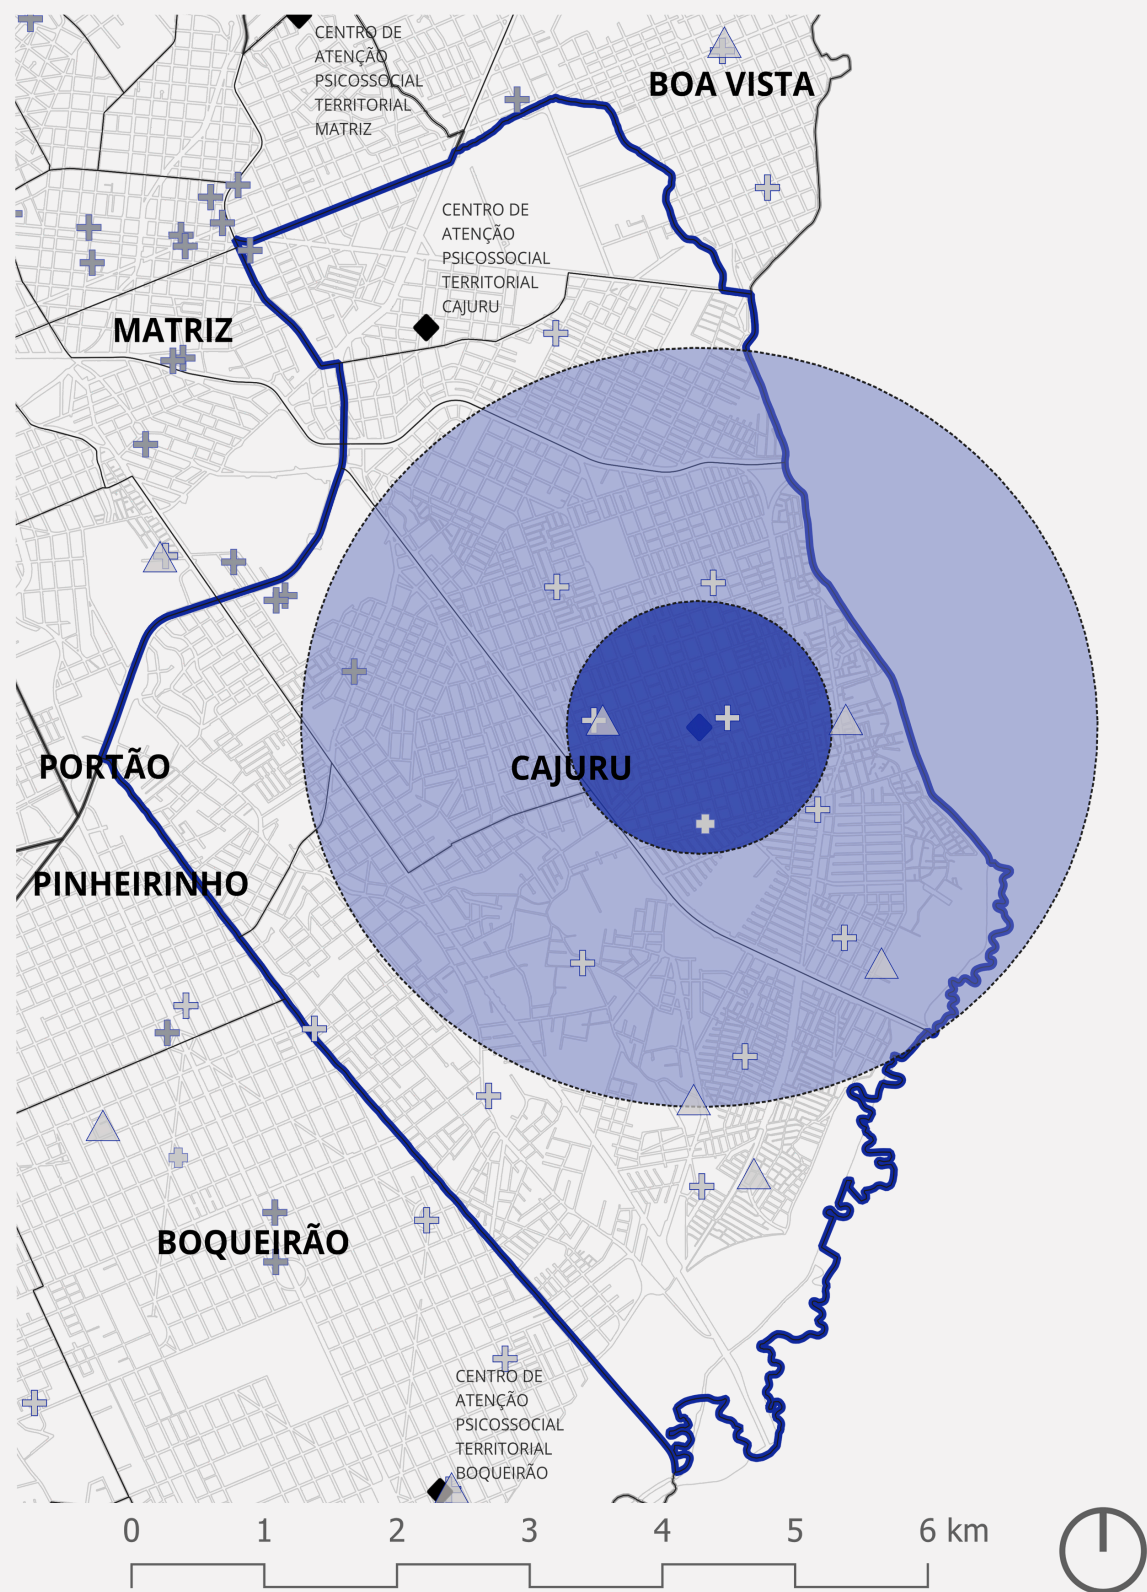 CENTRO DE
ATENÇÃO
PSICOSSOCIAL
TERRITORIAL
MATRIZ
BOA VISTA
CENTRO DE
ATENÇÃO
PSICOSSOCIAL
TERRITORIAL
CAJURU
MATRIZ
PORTÃO
CAJURU
PINHEIRINHO
BOQUEIRÃO
CENTRO DE
ATENÇÃO
PSICOSSOCIAL
TERRITORIAL
BOQUEIRÃO
0 1 2 3 4 5 6 km